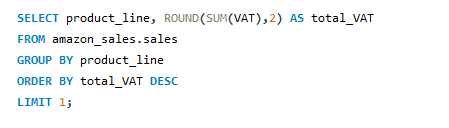 SELECT product_line, ROUND(SUM(VAT),2) AS total_VAT
FROM amazon_sales.sales
GROUP BY product_line
ORDER BY total_VAT DESC
LIMIT 1;